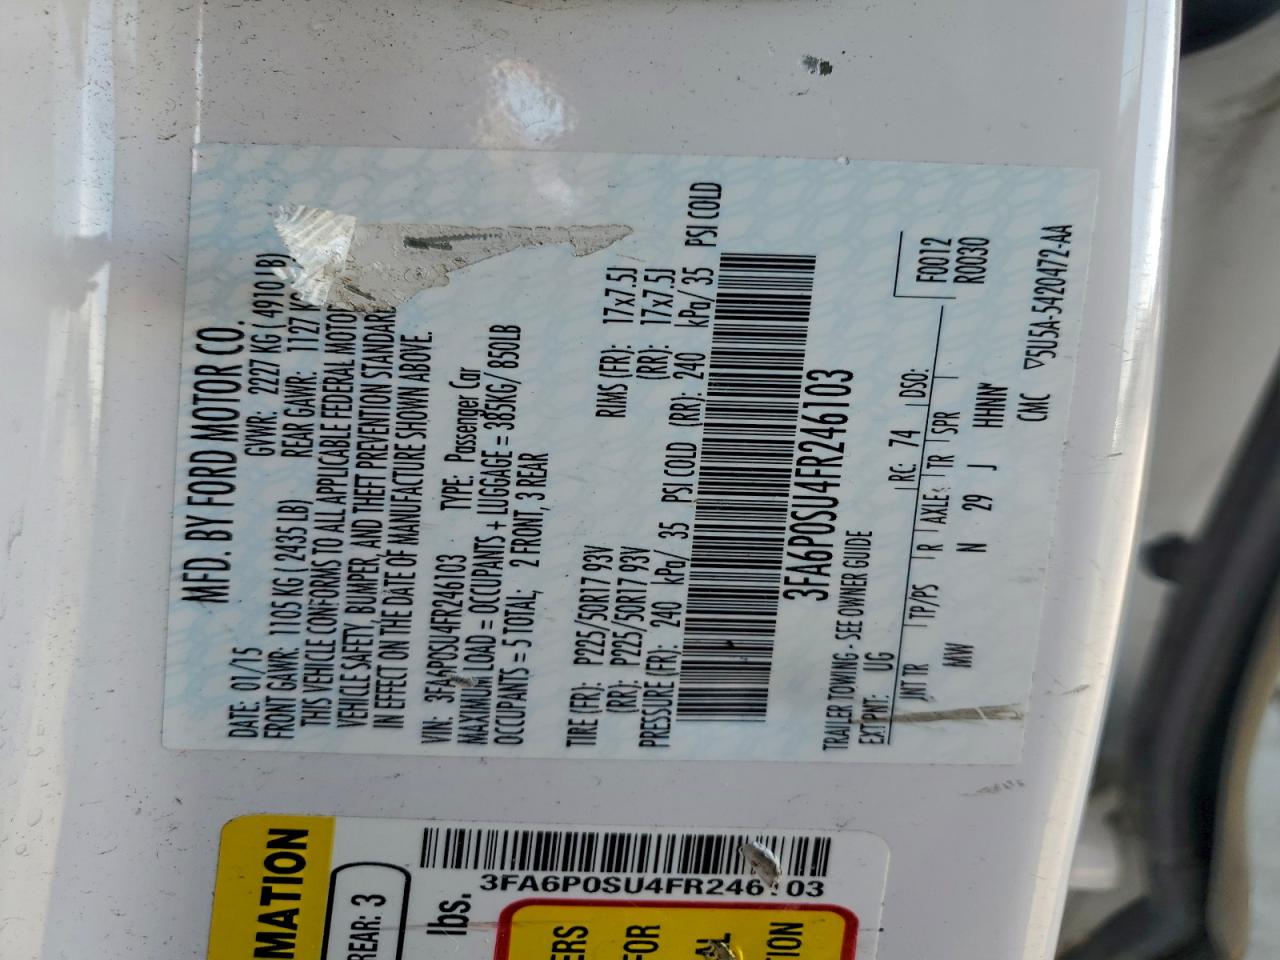 MFD. BY FORD MOTOR CO.
DATE: 01/15 GVWR: 2227 KG ( 4910 LB)
FRONT GAWR: 1105 KG ( 2435 LB) REAR GAWR: 1127 KG
THIS VEHICLE CONFORMS TO ALL APPLICABLE FEDERAL MOTOR
VEHICLE SAFETY, BUMPER, AND THEFT PREVENTION STANDARD
IN EFFECT ON THE DATE OF MANUFACTURE SHOWN ABOVE.
VIN: 3FA6P0SU4FR246103 TYPE: Passenger Car
MAXIMUM LOAD = OCCUPANTS + LUGGAGE = 385KG/ 850LB
OCCUPANTS = 5 TOTAL, 2 FRONT, 3 REAR
TIRE (FR): P225/50R17 93V RIMS (FR): 17x7.5J
(RR): P225/50R17 93V (RR): 17x7.5J
PRESSURE (FR): 240 kPa/ 35 PSI COLD (RR): 240 kPa/ 35 PSI COLD
3FA6P0SU4FR246103
TRAILER TOWING - SEE OWNER GUIDE
EXT PNT: UG RC: 74 DSO: F0012
R0030
INT TR TP/PS R AXLE TR SPR
MW N 29 J HHNW
CMC ▽5U5A-5420472-AA
3FA6P0SU4FR246103
MATION
REAR: 3
lbs.
ERS
FOR
AL
TION